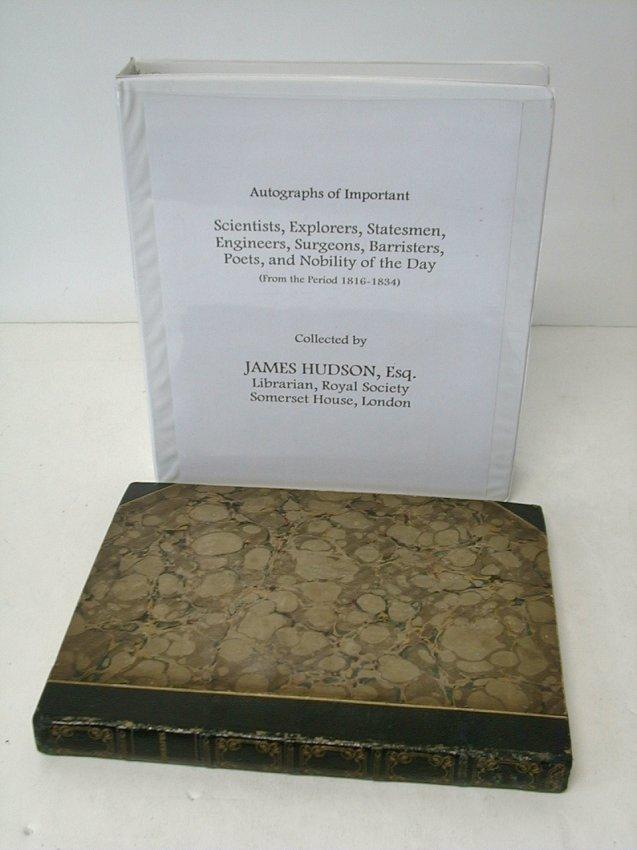 Autographs of Important
Scientists, Explorers, Statesmen,
Engineers, Surgeons, Barristers,
Poets, and Nobility of the Day
(From the Period 1816-1834)
Collected by
JAMES HUDSON, Esq.
Librarian, Royal Society
Somerset House, London